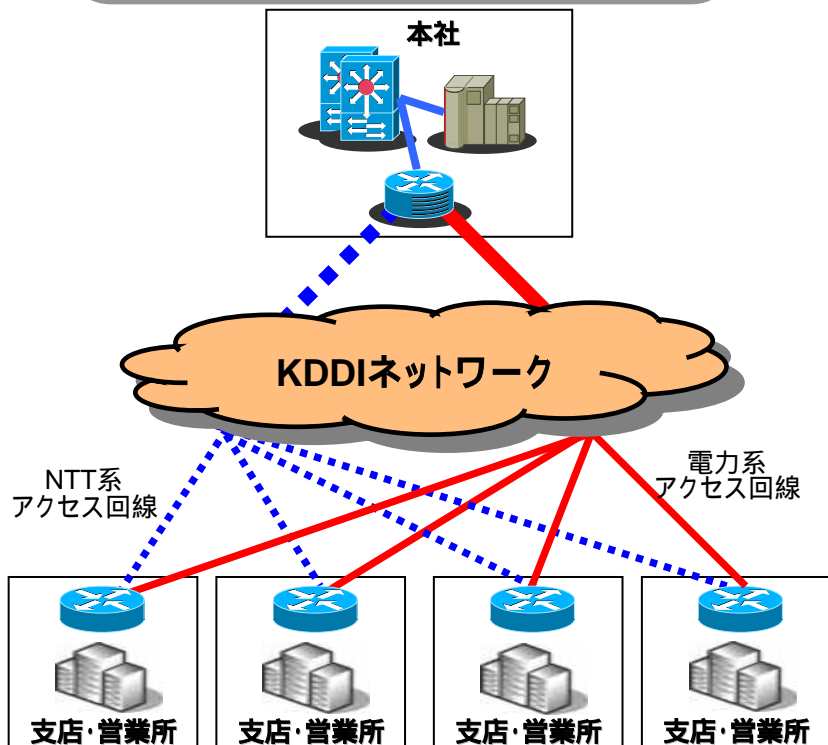 本社
KDDIネットワーク
NTT系
アクセス回線
電力系
アクセス回線
支店・営業所
支店・営業所
支店・営業所
支店・営業所